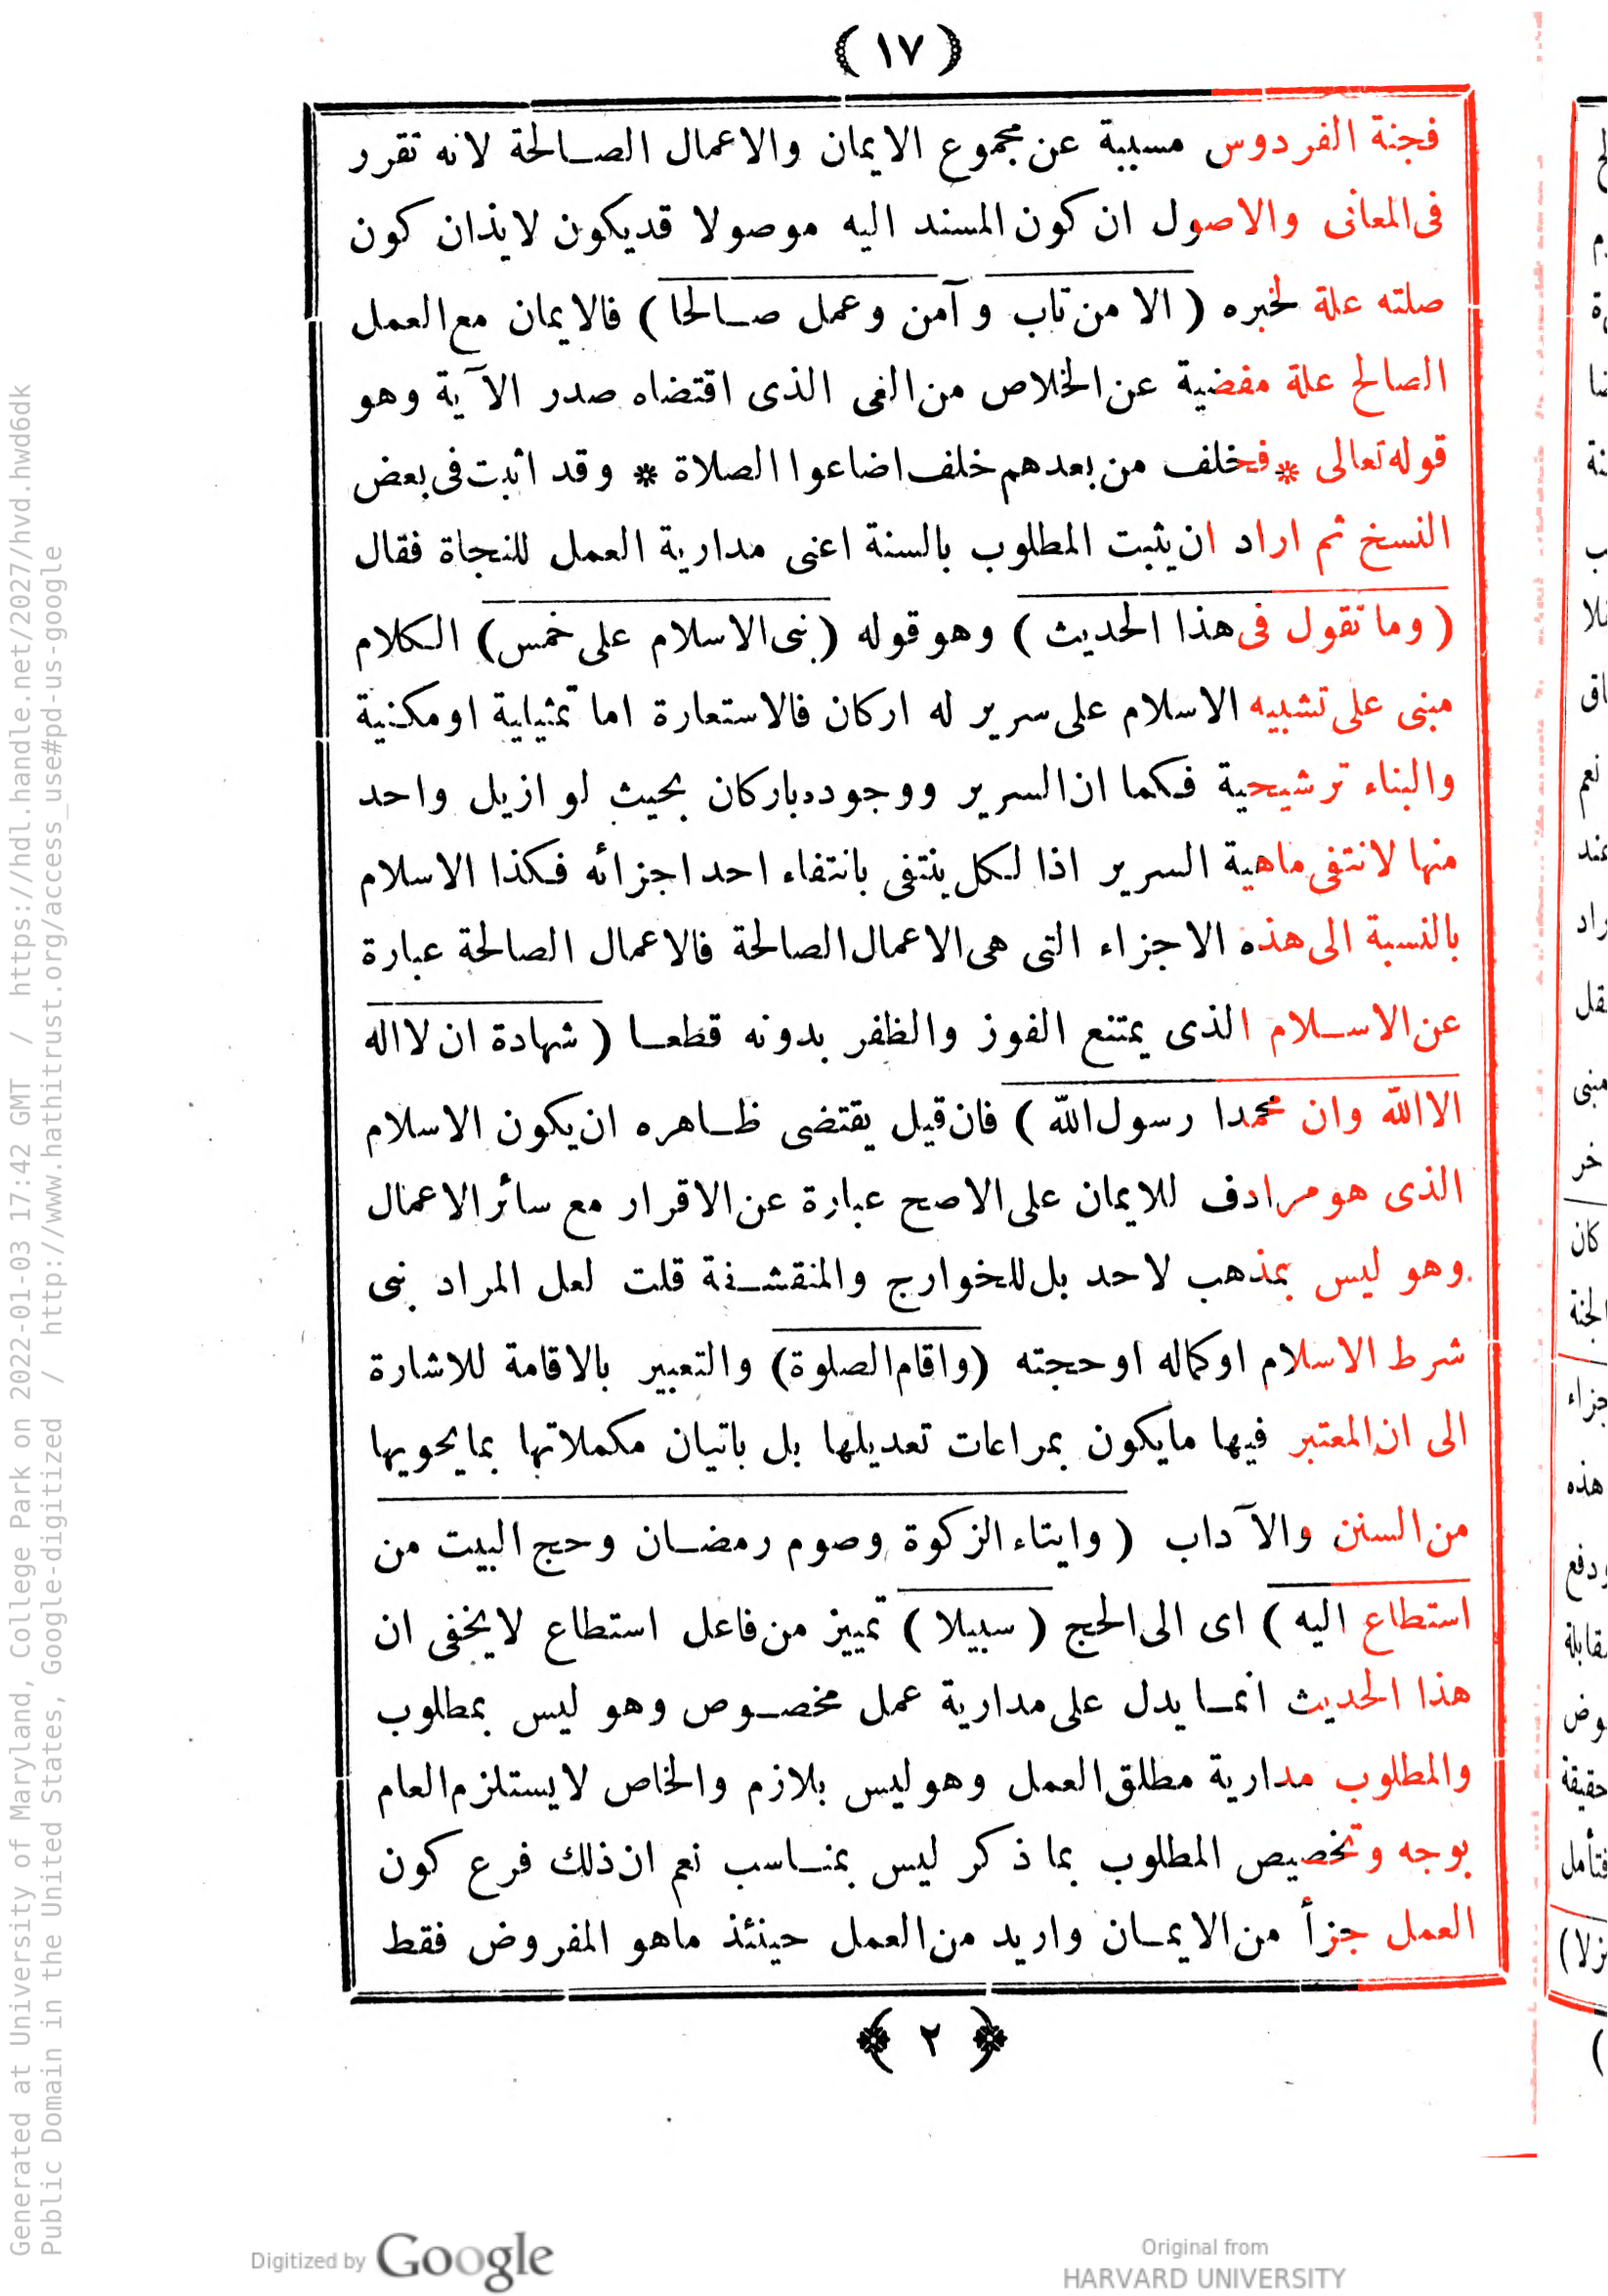 ( ١٧ )
فجنة الفردوس مسببة عن مجموع الايمان والاعمال الصالحة لانه تقرر
فى المعانى والاصول ان كون المسند اليه موصولا قديكون لايذان كون
صلته علة لخبره ( الا من تاب و آمن وعمل صالحا ) فالايمان مع العمل
الصالح علة مفضية عن الخلاص من الغى الذى اقتضاه صدر الآية وهو
قوله تعالى * فخلف من بعدهم خلف اضاعوا الصلاة * وقد اثبت فى بعض
النسخ ثم اراد ان يثبت المطلوب بالسنة اعنى مدارية العمل للنجاة فقال
( وما تقول فى هذا الحديث ) وهو قوله ( بنى الاسلام على خمس ) الكلام
مبنى على تشبيه الاسلام على سرير له اركان فالاستعارة اما تمثيلية اومكنية
والبناء ترشيحية فكما ان السرير ووجوده باركان بحيث لو ازيل واحد
منها لانتفى ماهية السرير اذا لكل ينتفى بانتفاء احد اجزائه فكذا الاسلام
بالنسبة الى هذه الاجزاء التى هى الاعمال الصالحة فالاعمال الصالحة عبارة
عن الاسلام الذى يمتنع الفوز والظفر بدونه قطعا ( شهادة ان لااله
الاالله وان محمدا رسول الله ) فان قيل يقتضى ظاهره ان يكون الاسلام
الذى هو مرادف للايمان على الاصح عبارة عن الاقرار مع سائر الاعمال
وهو ليس بمذهب لاحد بل للخوارج والمنقشفة قلت لعل المراد بنى
شرط الاسلام اوكماله اوحجته ( واقام الصلوة ) والتعبير بالاقامة للاشارة
الى ان المعتبر فيها مايكون بمراعات تعديلها بل باتيان مكملاتها بمايحويها
من السنن والآداب ( وايتاء الزكوة وصوم رمضان وحج البيت من
استطاع اليه ) اى الى الحج ( سبيلا ) تمييز من فاعل استطاع لايخفى ان
هذا الحديث انما يدل على مدارية عمل مخصوص وهو ليس بمطلوب
والمطلوب مدارية مطلق العمل وهو ليس بلازم والخاص لايستلزم العام
بوجه وتخصيص المطلوب بما ذكر ليس بمناسب نعم ان ذلك فرع كون
العمل جزأ من الايمان واريد من العمل حينئذ ماهو المفروض فقط
﴿ ٢ ﴾
Generated at University of Maryland, College Park on 2022-01-03 17:42 GMT / https://hdl.handle.net/2027/hvd.hwd6dk
Public Domain in the United States, Google-digitized / http://www.hathitrust.org/access_use#pd-us-google
Digitized by Google
Original from
HARVARD UNIVERSITY